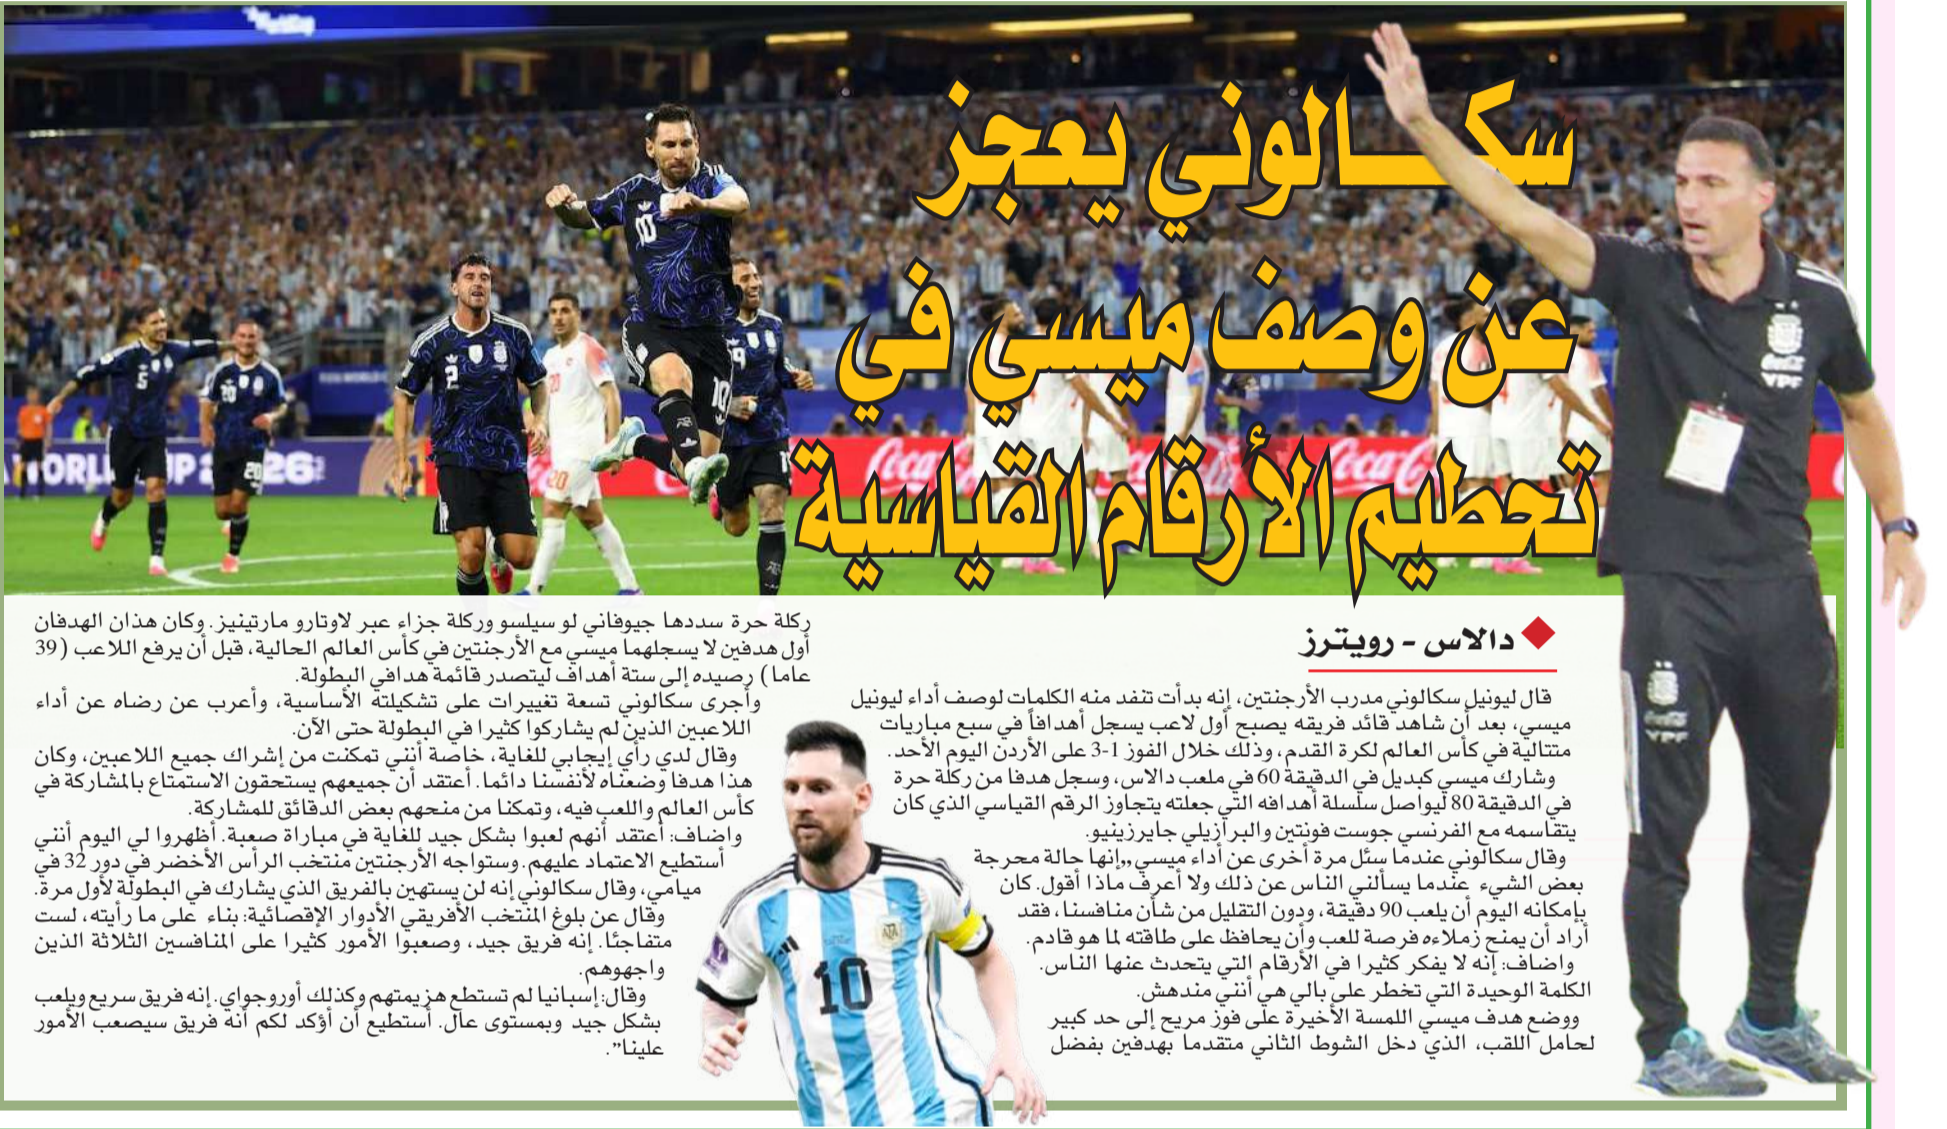 سكالوني يعجز
عن وصف ميسي في
تحطيم الأرقام القياسية
دالاس - رويترز
قال ليونيل سكالوني مدرب الأرجنتين، إنه بدأت تنفد منه الكلمات لوصف أداء ليونيل
ميسي، بعد أن شاهد قائد فريقه يصبح أول لاعب يسجل أهدافاً في سبع مباريات
متتالية في كأس العالم لكرة القدم، وذلك خلال الفوز 1-3 على الأردن اليوم الأحد.
وشارك ميسي كبديل في الدقيقة 60 في ملعب دالاس، وسجل هدفا من ركلة حرة
في الدقيقة 80 ليواصل سلسلة أهدافه التي جعلته يتجاوز الرقم القياسي الذي كان
يتقاسمه مع الفرنسي جوست فونتين والبرازيلي جايرزينيو.
وقال سكالوني عندما سئل مرة أخرى عن أداء ميسي „إنها حالة محرجة
بعض الشيء عندما يسألني الناس عن ذلك ولا أعرف ماذا أقول. كان
بإمكانه اليوم أن يلعب 90 دقيقة، ودون التقليل من شأن منافسنا، فقد
أراد أن يمنح زملاءه فرصة للعب وأن يحافظ على طاقته لما هو قادم.
واضاف: إنه لا يفكر كثيرا في الأرقام التي يتحدث عنها الناس.
الكلمة الوحيدة التي تخطر على بالي هي أنني مندهش.
ووضع هدف ميسي اللمسة الأخيرة على فوز مريح إلى حد كبير
لحامل اللقب، الذي دخل الشوط الثاني متقدما بهدفين بفضل
ركلة حرة سددها جيوفاني لو سيلسو وركلة جزاء عبر لاوتارو مارتينيز. وكان هذان الهدفان
أول هدفين لا يسجلهما ميسي مع الأرجنتين في كأس العالم الحالية، قبل أن يرفع اللاعب (39
عاما) رصيده إلى ستة أهداف ليتصدر قائمة هدافي البطولة.
وأجرى سكالوني تسعة تغييرات على تشكيلته الأساسية، وأعرب عن رضاه عن أداء
اللاعبين الذين لم يشاركوا كثيرا في البطولة حتى الآن.
وقال لدي رأي إيجابي للغاية، خاصة أنني تمكنت من إشراك جميع اللاعبين، وكان
هذا هدفا وضعناه لأنفسنا دائما. أعتقد أن جميعهم يستحقون الاستمتاع بالمشاركة في
كأس العالم واللعب فيه، وتمكنا من منحهم بعض الدقائق للمشاركة.
واضاف: أعتقد أنهم لعبوا بشكل جيد للغاية في مباراة صعبة. أظهروا لي اليوم أنني
أستطيع الاعتماد عليهم. وستواجه الأرجنتين منتخب الرأس الأخضر في دور 32 في
ميامي، وقال سكالوني إنه لن يستهين بالفريق الذي يشارك في البطولة لأول مرة.
وقال عن بلوغ المنتخب الأفريقي الأدوار الإقصائية: بناء على ما رأيته، لست
متفاجئا. إنه فريق جيد، وصعبوا الأمور كثيرا على المنافسين الثلاثة الذين
واجهوهم.
وقال: إسبانيا لم تستطع هزيمتهم وكذلك أوروجواي. إنه فريق سريع ويلعب
بشكل جيد وبمستوى عال. أستطيع أن أؤكد لكم أنه فريق سيصعب الأمور
علينا”.
10
10
2
5
20
20
20
20
9
Coca-Cola
YPF
YPF
10